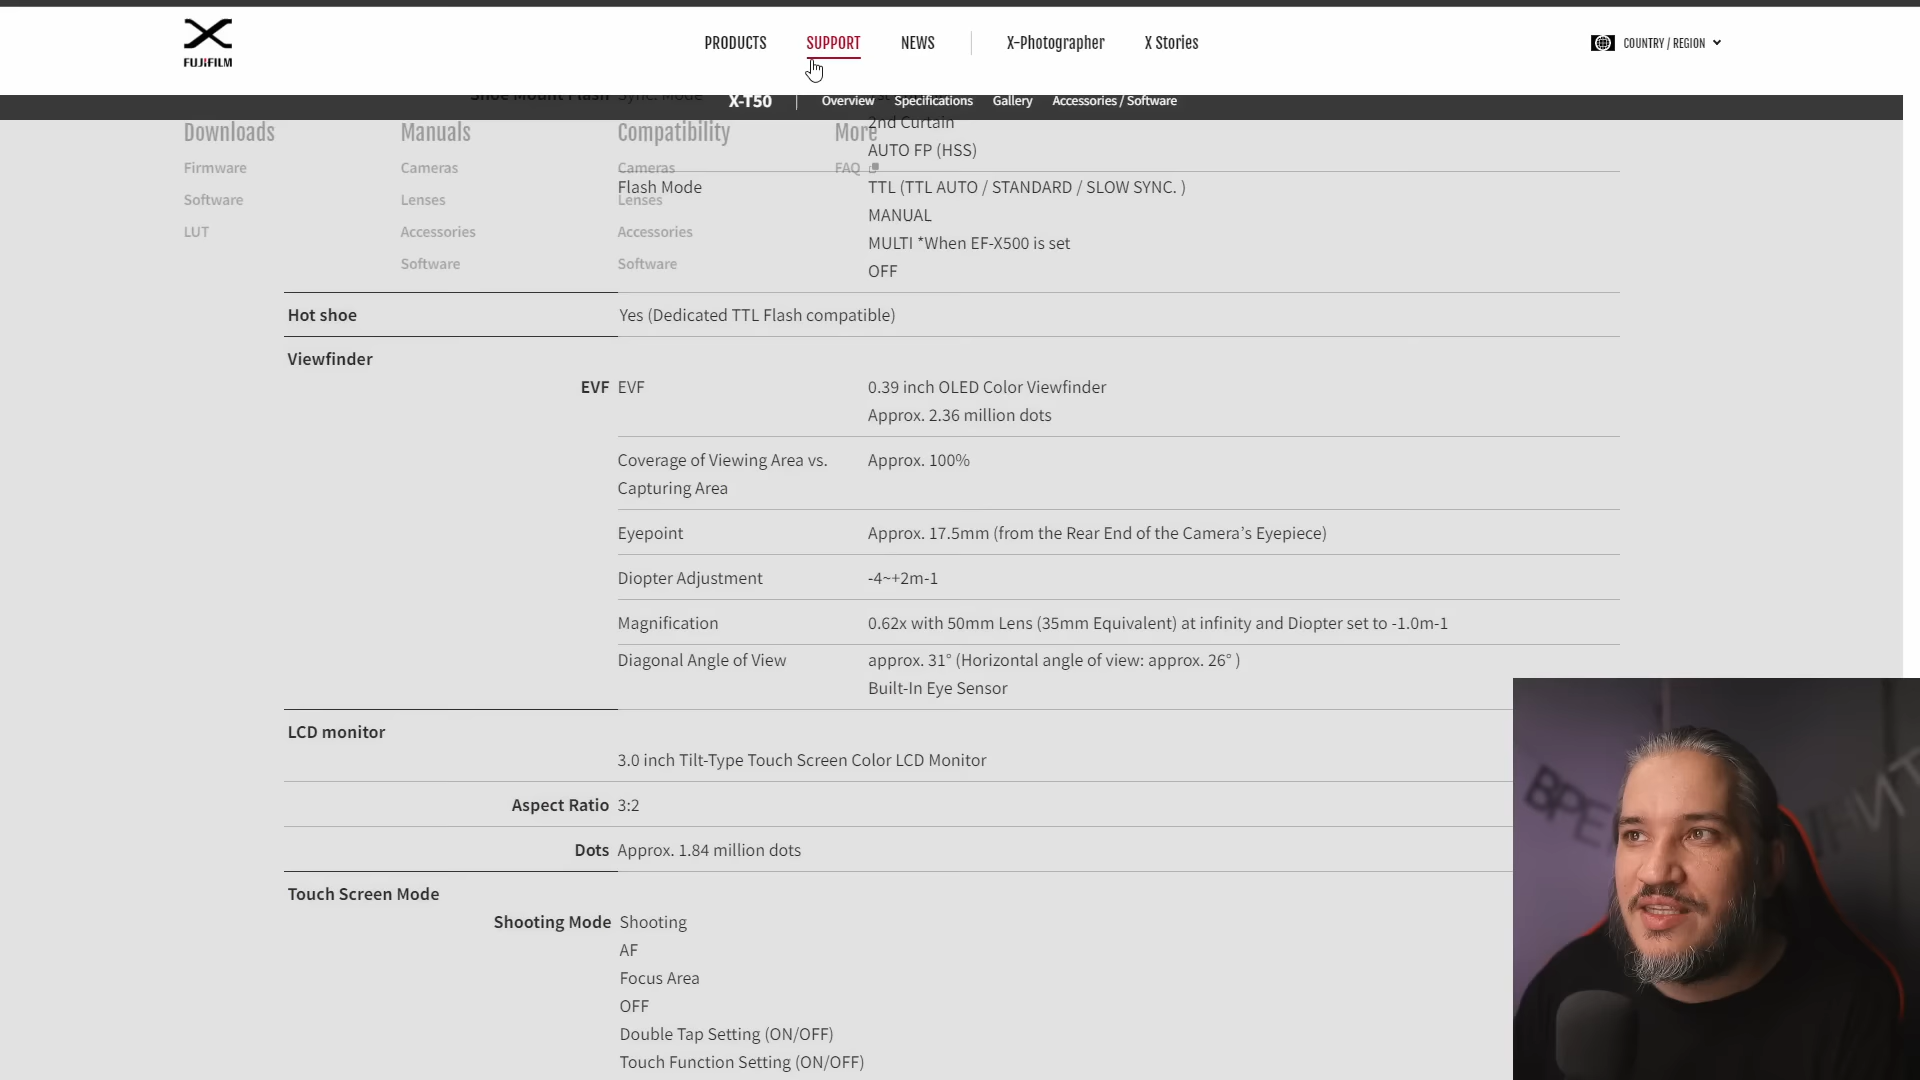 FUJIFILM
PRODUCTS
SUPPORT
NEWS
X-Photographer
X Stories
COUNTRY / REGION
Shoe Mount Flash Sync. Mode
X-T50
Overview
Specifications
Gallery
Accessories / Software
2nd Curtain
AUTO FP (HSS)
Downloads
Firmware
Software
LUT
Manuals
Cameras
Lenses
Accessories
Software
Compatibility
Cameras
Lenses
Accessories
Software
More
FAQ
Flash Mode
TTL (TTL AUTO / STANDARD / SLOW SYNC. )
MANUAL
MULTI *When EF-X500 is set
OFF
Hot shoe
Yes (Dedicated TTL Flash compatible)
Viewfinder
EVF EVF
0.39 inch OLED Color Viewfinder
Approx. 2.36 million dots
Coverage of Viewing Area vs.
Capturing Area
Approx. 100%
Eyepoint
Approx. 17.5mm (from the Rear End of the Camera’s Eyepiece)
Diopter Adjustment
-4~+2m-1
Magnification
0.62x with 50mm Lens (35mm Equivalent) at infinity and Diopter set to -1.0m-1
Diagonal Angle of View
approx. 31° (Horizontal angle of view: approx. 26° )
Built-In Eye Sensor
LCD monitor
3.0 inch Tilt-Type Touch Screen Color LCD Monitor
Aspect Ratio 3:2
Dots Approx. 1.84 million dots
Touch Screen Mode
Shooting Mode Shooting
AF
Focus Area
OFF
Double Tap Setting (ON/OFF)
Touch Function Setting (ON/OFF)